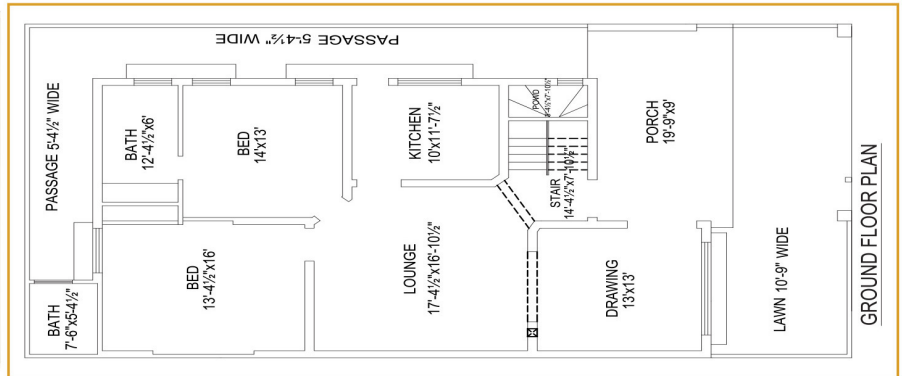 PASSAGE 5'-4½" WIDE
PASSAGE 5'-4½" WIDE
BATH
12'-4½"x6'
BED
14'x13'
KITCHEN
10'x11'-7½"
POWD
STAIR
14'-4½"x7'-10½"
PORCH
19'-9"x9'
BATH
7'-6"x5'-4½"
BED
13'-4½"x16'
LOUNGE
17'-4½"x16'-10½"
DRAWING
13'x13'
LAWN 10'-9" WIDE
GROUND FLOOR PLAN